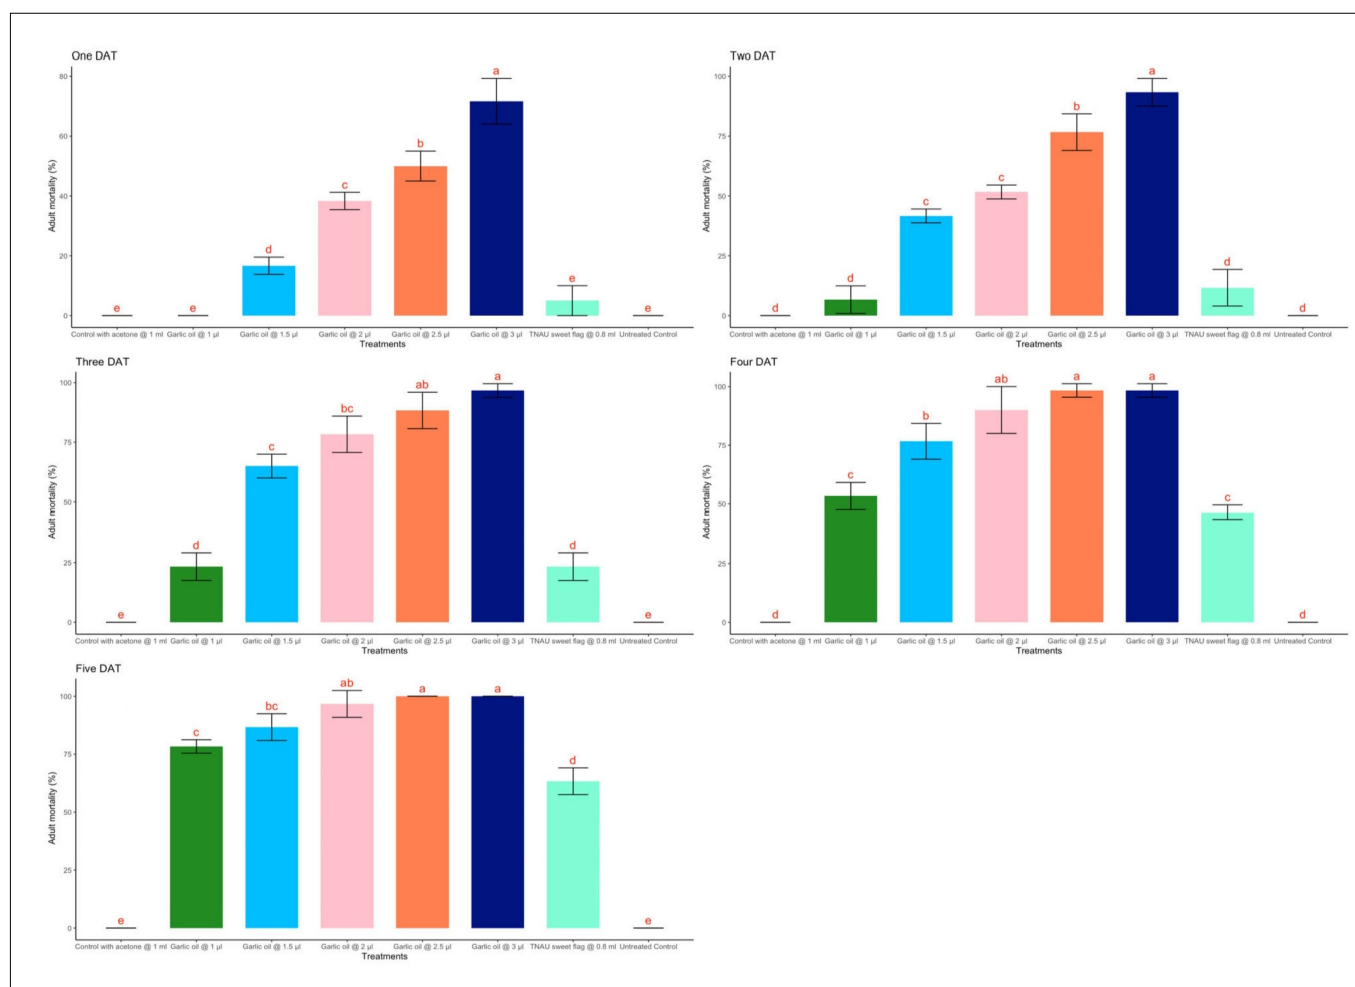 One DAT
80
60
40
20
0
Adult mortality (%)
e
e
d
c
b
a
e
e
Control with acetone @ 1 ml Garlic oil @ 1 µl Garlic oil @ 1.5 µl Garlic oil @ 2 µl Garlic oil @ 2.5 µl Garlic oil @ 3 µl TNAU sweet flag @ 0.8 ml Untreated Control
Treatments
Two DAT
100
75
50
25
0
Adult mortality (%)
d
d
c
c
b
a
d
d
Control with acetone @ 1 ml Garlic oil @ 1 µl Garlic oil @ 1.5 µl Garlic oil @ 2 µl Garlic oil @ 2.5 µl Garlic oil @ 3 µl TNAU sweet flag @ 0.8 ml Untreated Control
Treatments
Three DAT
100
75
50
25
0
Adult mortality (%)
e
d
c
bc
ab
a
d
e
Control with acetone @ 1 ml Garlic oil @ 1 µl Garlic oil @ 1.5 µl Garlic oil @ 2 µl Garlic oil @ 2.5 µl Garlic oil @ 3 µl TNAU sweet flag @ 0.8 ml Untreated Control
Treatments
Four DAT
100
75
50
25
0
Adult mortality (%)
d
c
b
ab
a
a
c
d
Control with acetone @ 1 ml Garlic oil @ 1 µl Garlic oil @ 1.5 µl Garlic oil @ 2 µl Garlic oil @ 2.5 µl Garlic oil @ 3 µl TNAU sweet flag @ 0.8 ml Untreated Control
Treatments
Five DAT
100
75
50
25
0
Adult mortality (%)
e
c
bc
ab
a
a
d
e
Control with acetone @ 1 ml Garlic oil @ 1 µl Garlic oil @ 1.5 µl Garlic oil @ 2 µl Garlic oil @ 2.5 µl Garlic oil @ 3 µl TNAU sweet flag @ 0.8 ml Untreated Control
Treatments